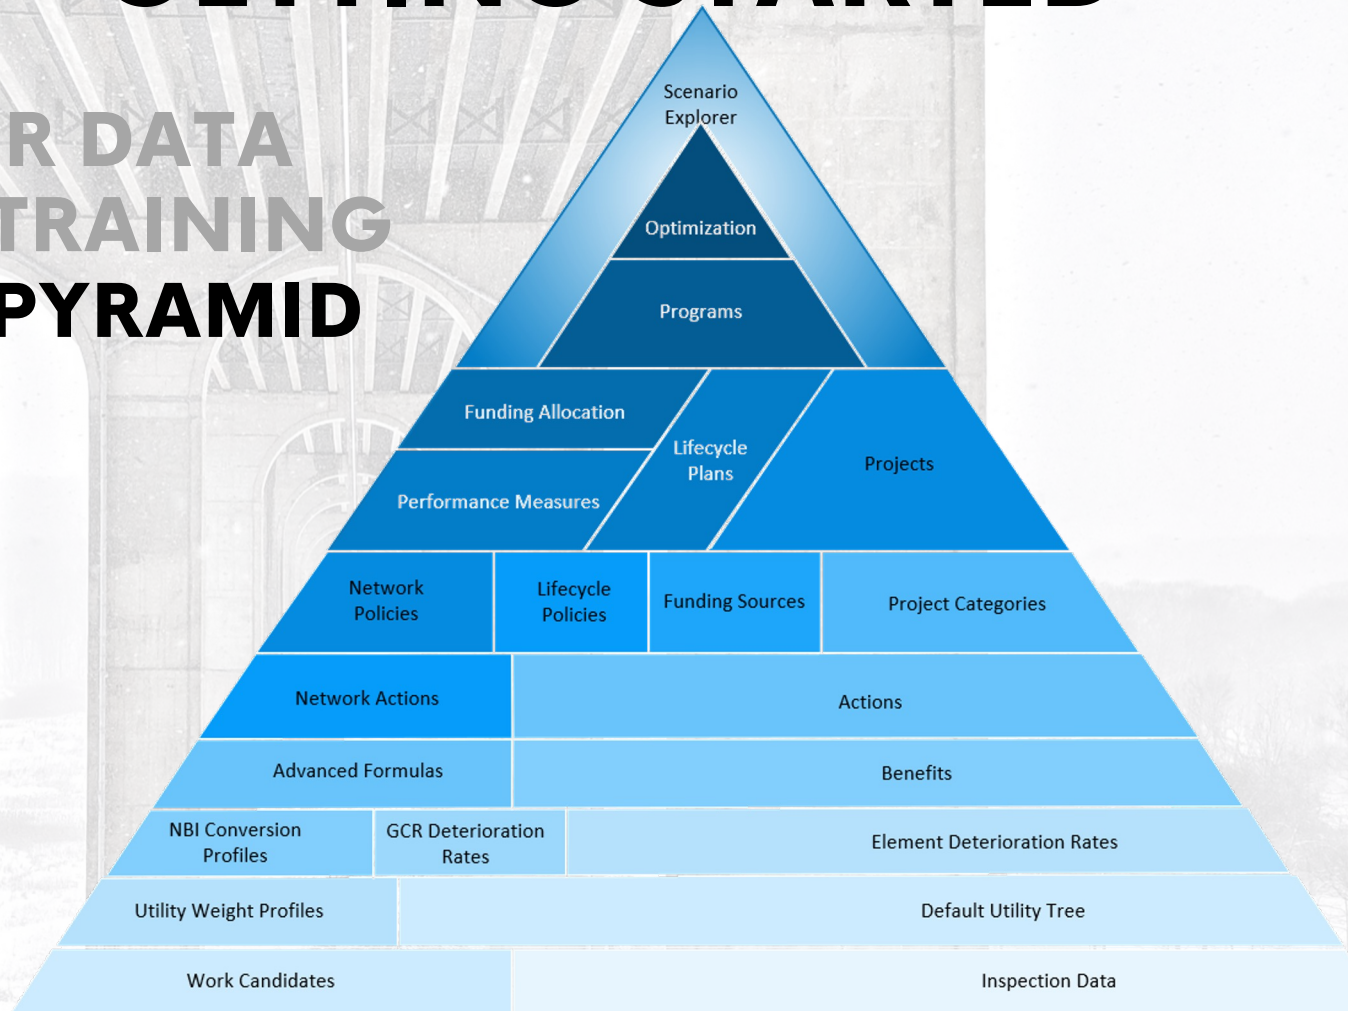 GETTING STARTED
R DATA
TRAINING
PYRAMID
Scenario
Explorer
Optimization
Programs
Funding Allocation
Lifecycle
Plans
Projects
Performance Measures
Network
Policies
Lifecycle
Policies
Funding Sources
Project Categories
Network Actions
Actions
Advanced Formulas
Benefits
NBI Conversion
Profiles
GCR Deterioration
Rates
Element Deterioration Rates
Utility Weight Profiles
Default Utility Tree
Work Candidates
Inspection Data